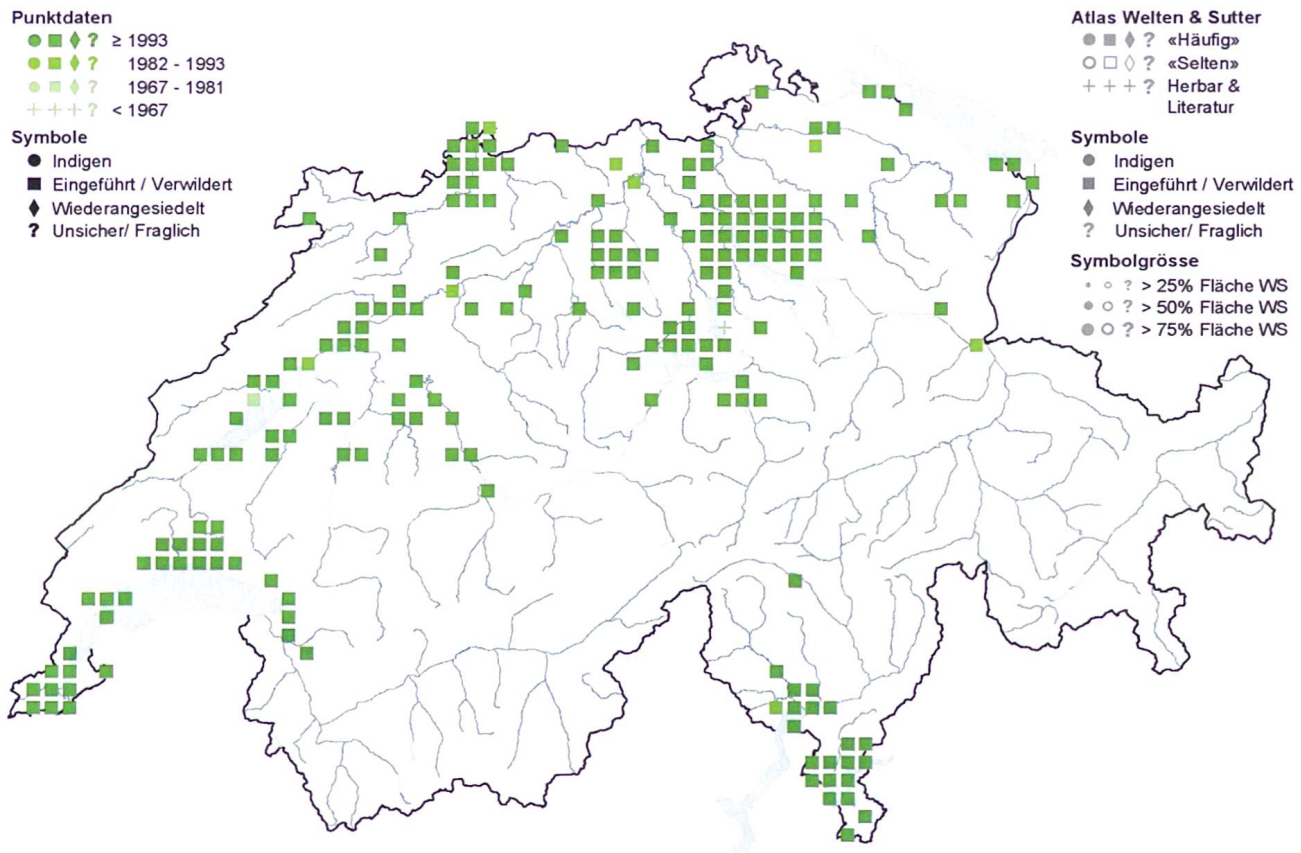 Punktdaten
? ≥ 1993
? 1982 - 1993
? 1967 - 1981
? < 1967
Symbole
Indigen
Eingeführt / Verwildert
Wiederangesiedelt
? Unsicher/ Fraglich
Atlas Welten & Sutter
? «Häufig»
? «Selten»
? Herbar &
Literatur
Symbole
Indigen
Eingeführt / Verwildert
Wiederangesiedelt
? Unsicher/ Fraglich
Symbolgrösse
? > 25% Fläche WS
? > 50% Fläche WS
? > 75% Fläche WS